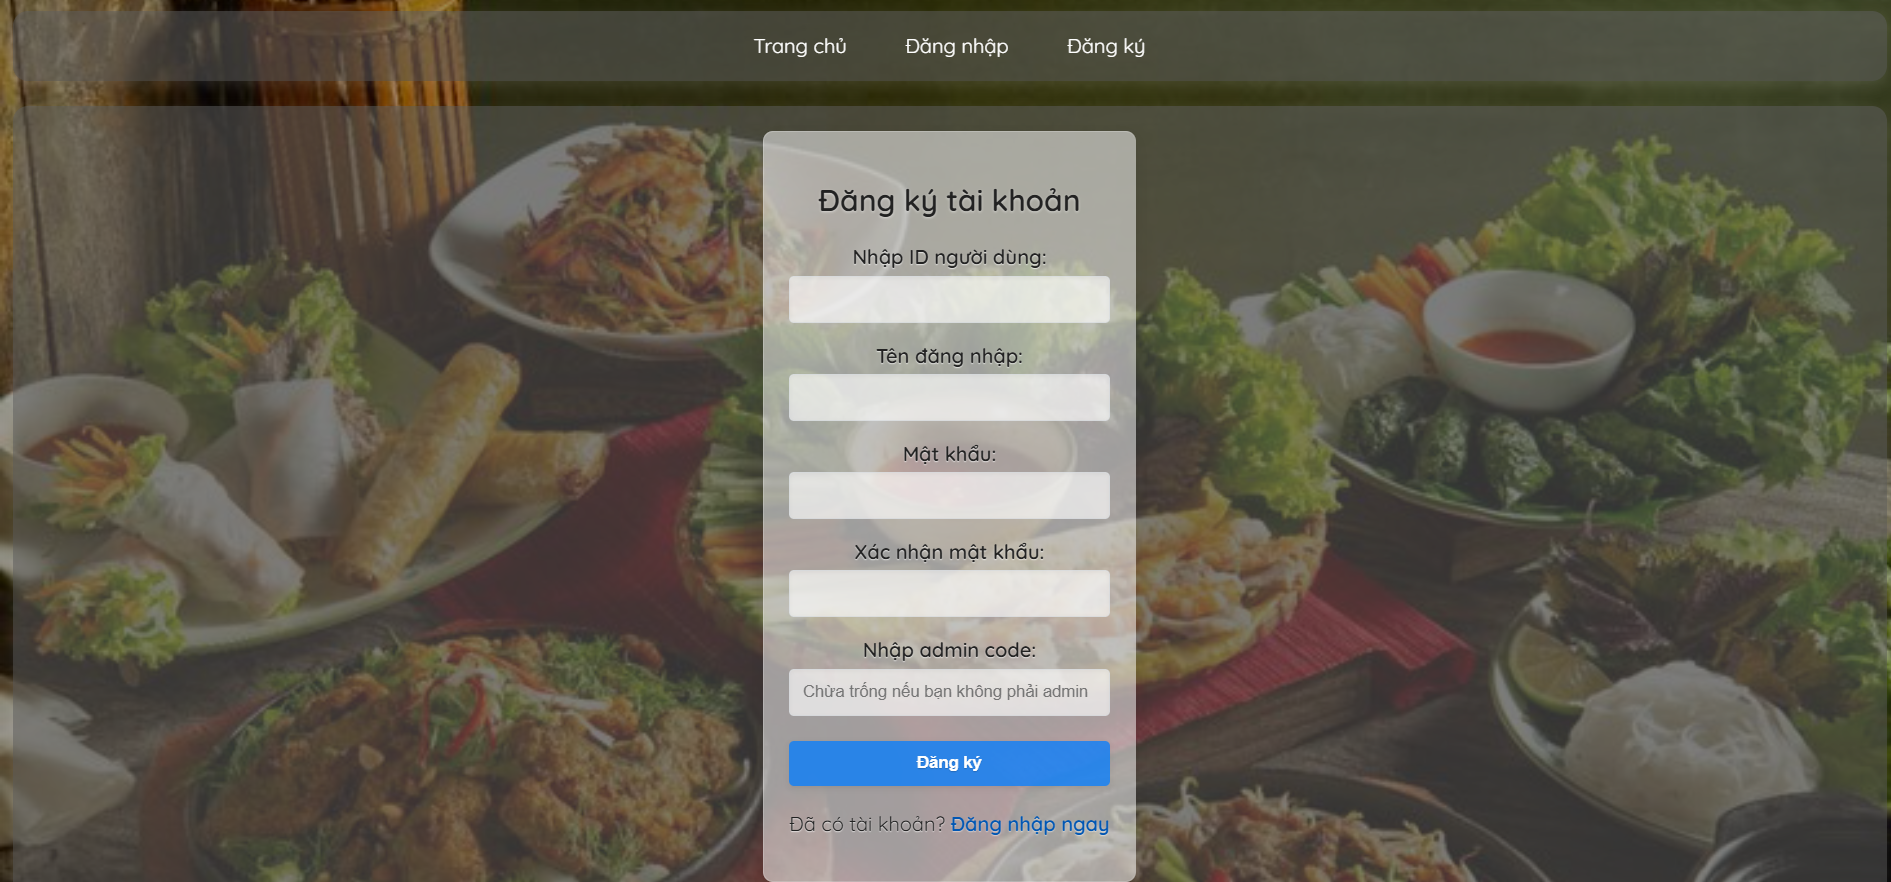 Trang chủ Đăng nhập Đăng ký
Đăng ký tài khoản
Nhập ID người dùng:
Tên đăng nhập:
Mật khẩu:
Xác nhận mật khẩu:
Nhập admin code:
Chừa trống nếu bạn không phải admin
Đăng ký
Đã có tài khoản? Đăng nhập ngay